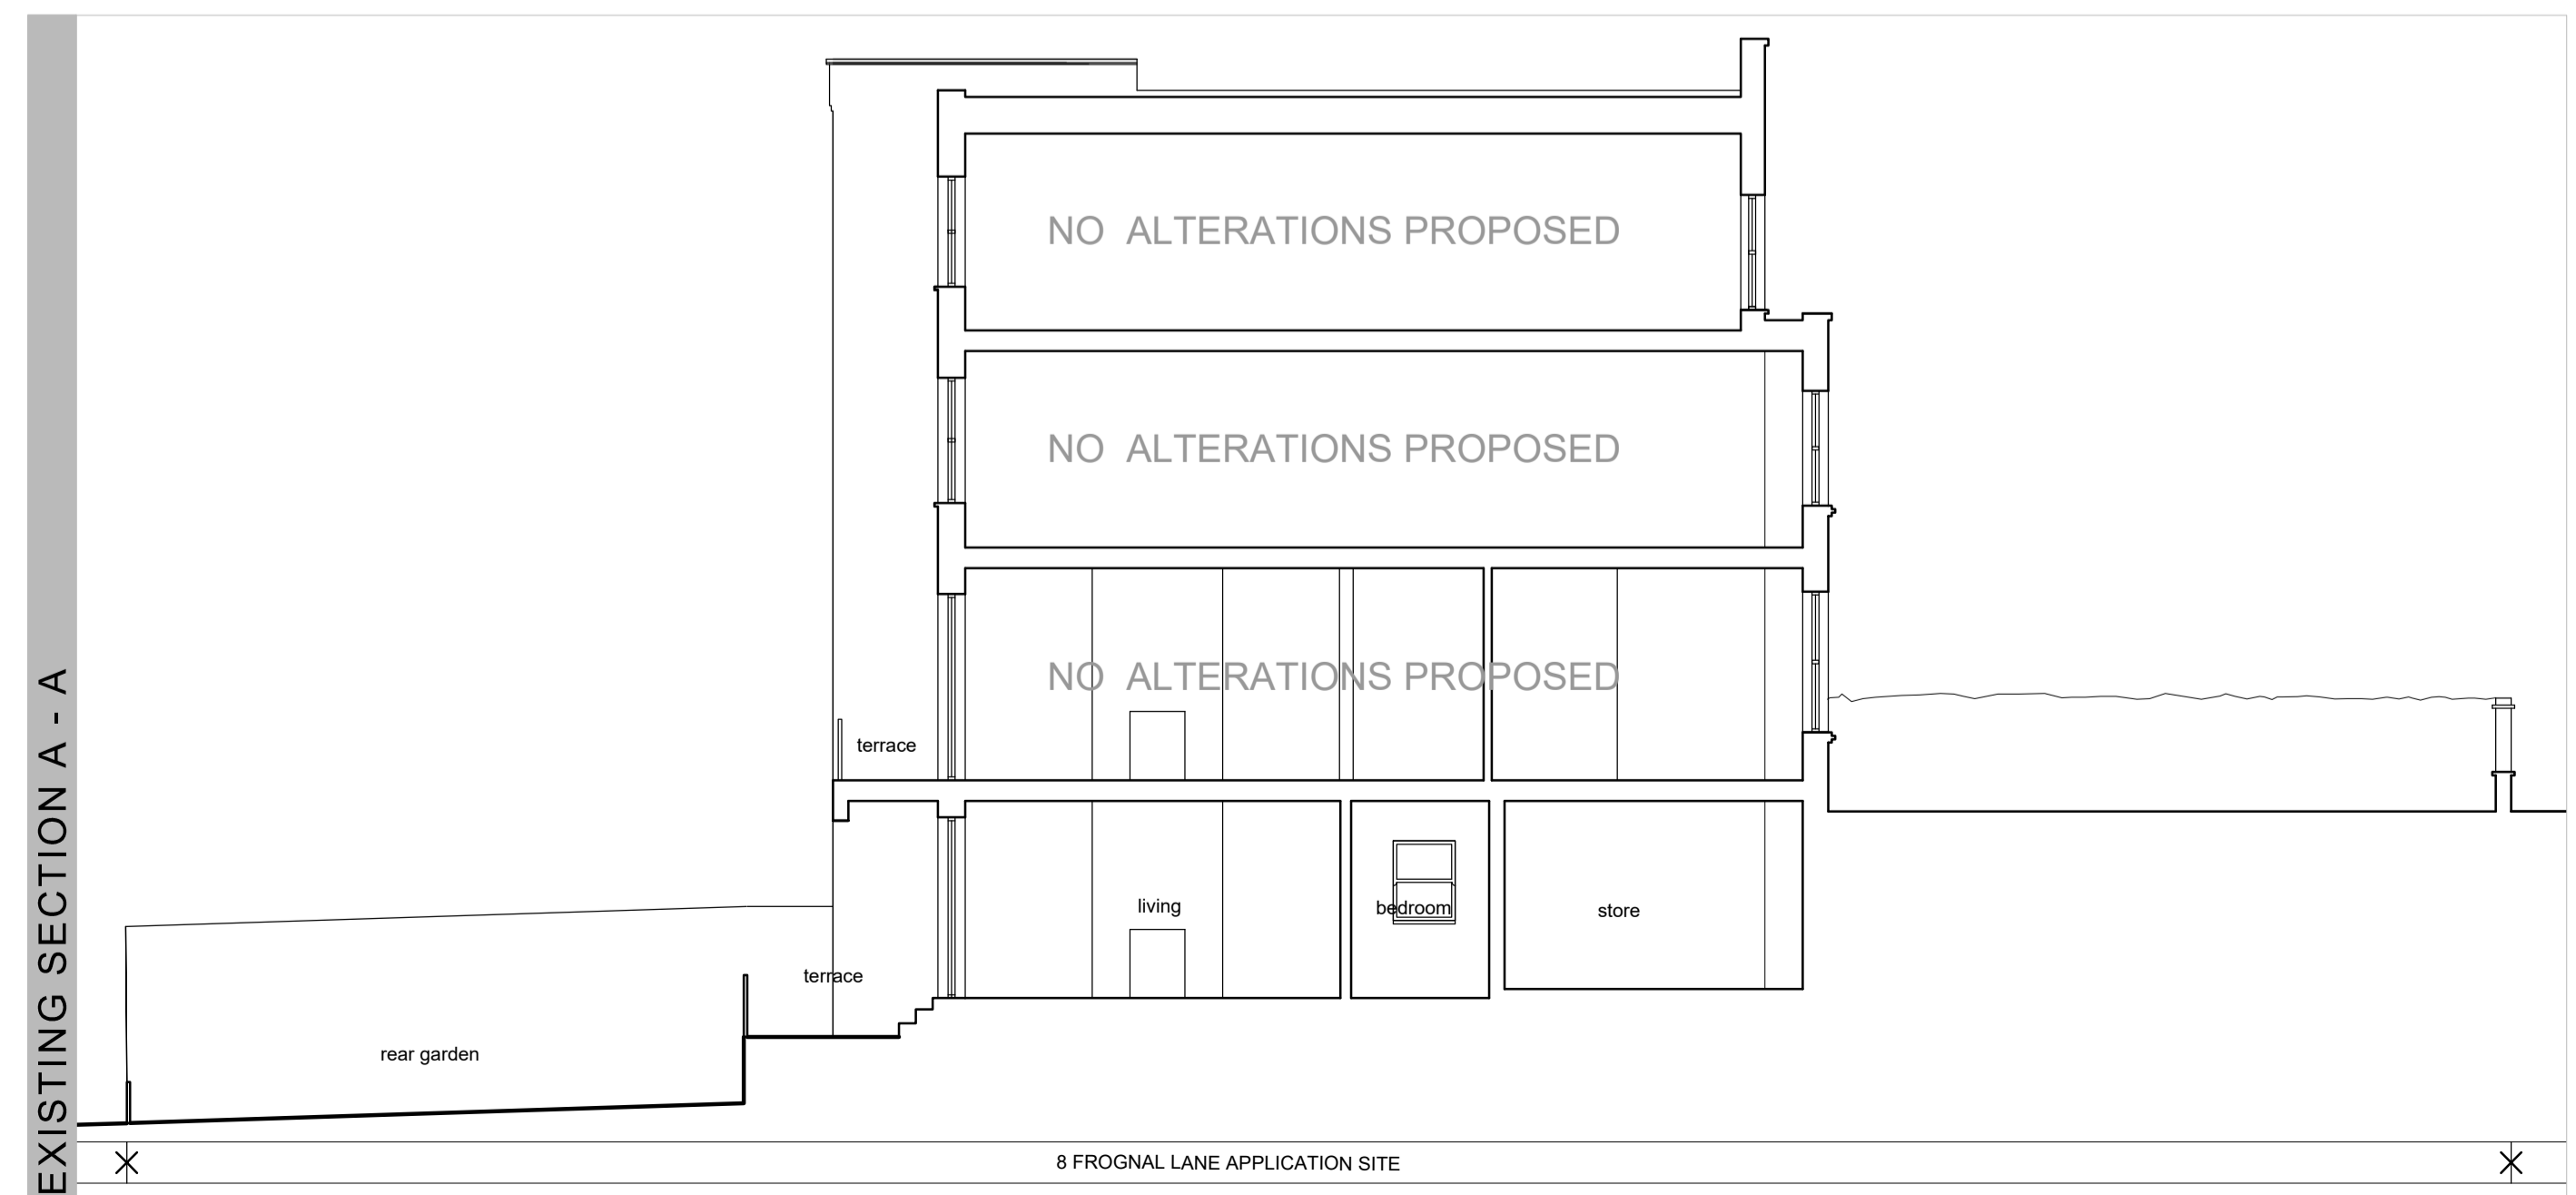 EXISTING SECTION A - A
NO ALTERATIONS PROPOSED
NO ALTERATIONS PROPOSED
NO ALTERATIONS PROPOSED
terrace
living
bedroom
store
terrace
rear garden
8 FROGNAL LANE APPLICATION SITE